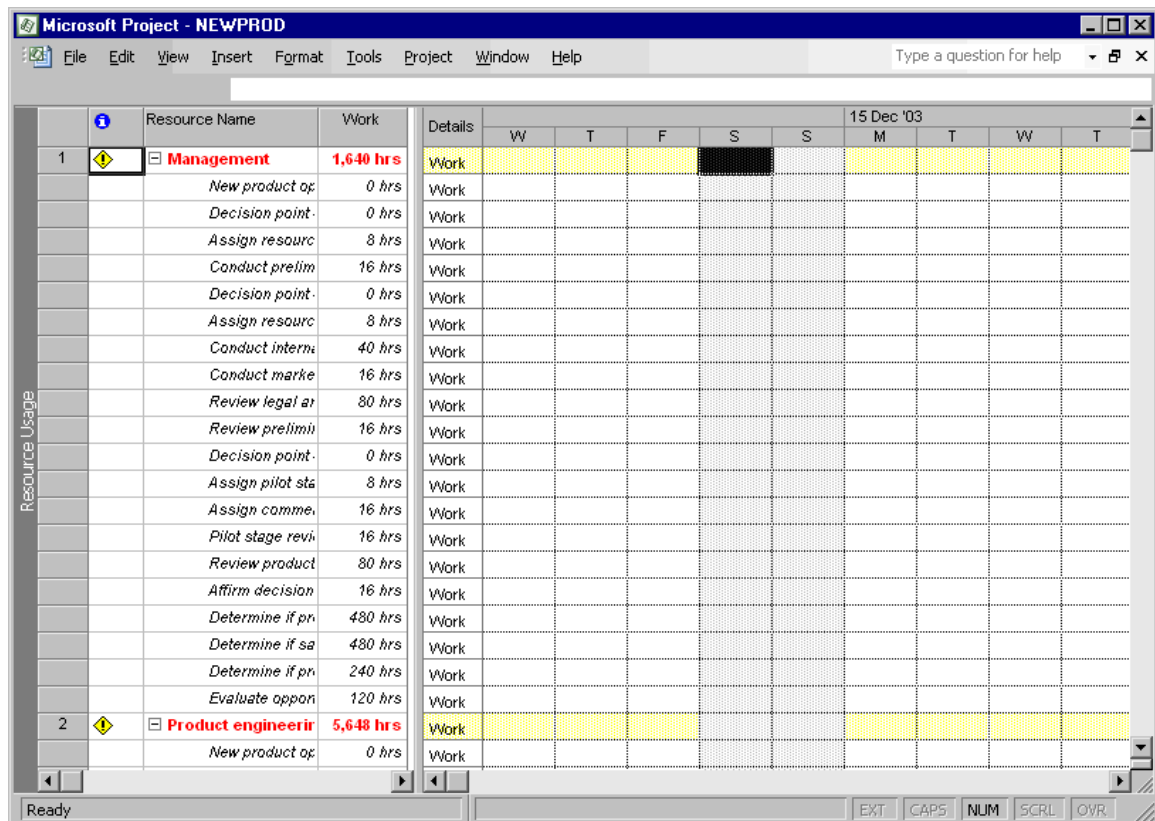 Microsoft Project - NEWPROD
File Edit View Insert Format Tools Project Window Help Type a question for help
Resource Name Work Details 15 Dec '03
W T F S S M T W T
1 Management 1,640 hrs Work
New product op 0 hrs Work
Decision point 0 hrs Work
Assign resourc 8 hrs Work
Conduct prelim 16 hrs Work
Decision point 0 hrs Work
Assign resourc 8 hrs Work
Conduct interna 40 hrs Work
Conduct marke 16 hrs Work
Review legal ar 80 hrs Work
Review prelimin 16 hrs Work
Decision point 0 hrs Work
Assign pilot sta 8 hrs Work
Assign comme 16 hrs Work
Pilot stage revi 16 hrs Work
Review product 80 hrs Work
Affirm decision 16 hrs Work
Determine if pr 480 hrs Work
Determine if sa 480 hrs Work
Determine if pr 240 hrs Work
Evaluate oppon 120 hrs Work
2 Product engineerir 5,648 hrs Work
New product op 0 hrs Work
Resource Usage
Ready EXT CAPS NUM SCRL OVR